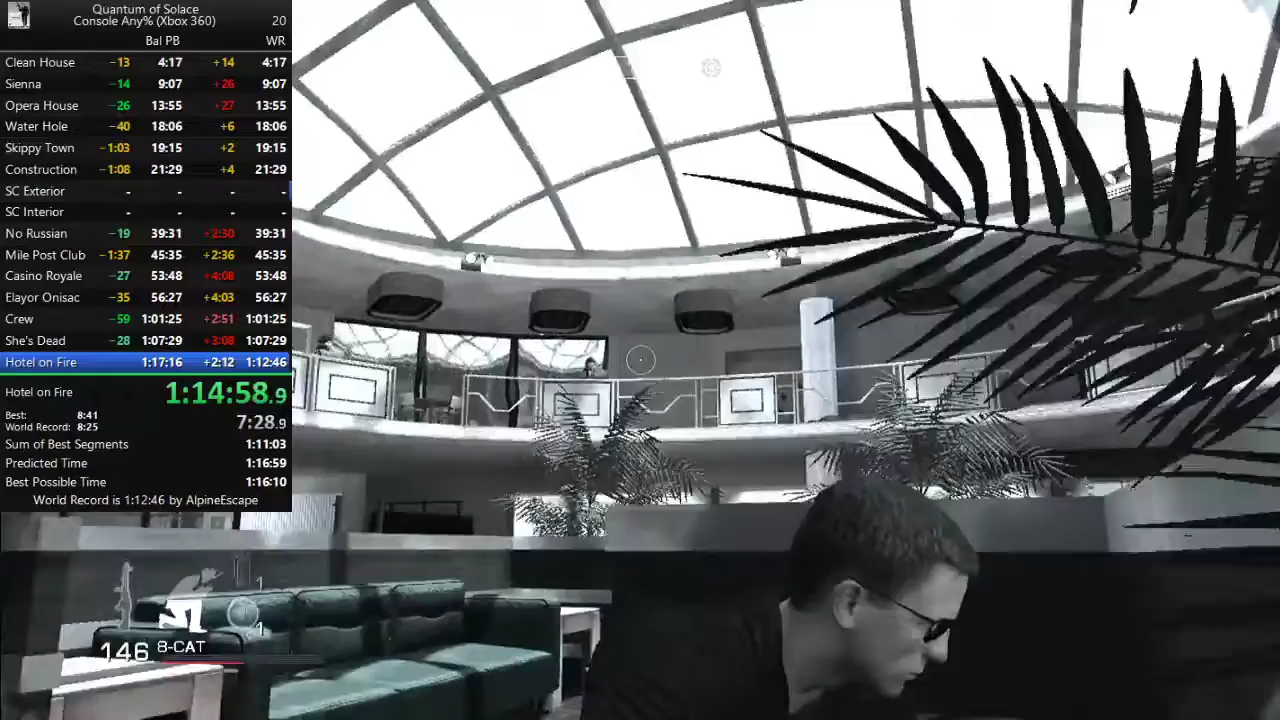 Quantum of Solace
Console Any% (Xbox 360) 20
Bal PB WR
Clean House −13 4:17 +14 4:17
Sienna −14 9:07 +26 9:07
Opera House −26 13:55 +27 13:55
Water Hole −40 18:06 +6 18:06
Skippy Town −1:03 19:15 +2 19:15
Construction −1:08 21:29 +4 21:29
SC Exterior - - - -
SC Interior - - - -
No Russian −19 39:31 +2:30 39:31
Mile Post Club −1:37 45:35 +2:36 45:35
Casino Royale −27 53:48 +4:08 53:48
Elayor Onisac −35 56:27 +4:03 56:27
Crew −59 1:01:25 +2:51 1:01:25
She's Dead −28 1:07:29 +3:08 1:07:29
Hotel on Fire 1:17:16 +2:12 1:12:46
Hotel on Fire 1:14:58.9
Best: 8:41
World Record: 8:25 7:28.9
Sum of Best Segments 1:11:03
Predicted Time 1:16:59
Best Possible Time 1:16:10
World Record is 1:12:46 by AlpineEscape
1
1
146 8-CAT